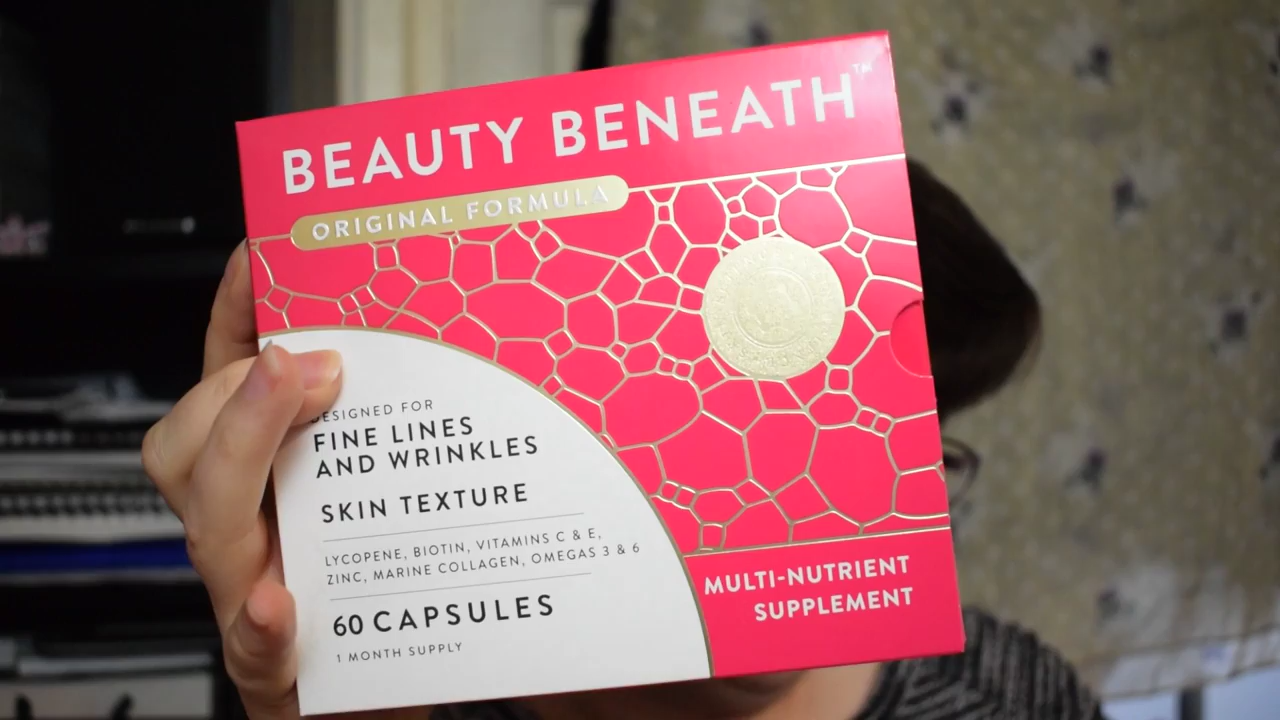 BEAUTY BENEATH™
ORIGINAL FORMULA
DESIGNED FOR
FINE LINES
AND WRINKLES
SKIN TEXTURE
LYCOPENE, BIOTIN, VITAMINS C & E,
ZINC, MARINE COLLAGEN, OMEGAS 3 & 6
60 CAPSULES
1 MONTH SUPPLY
MULTI-NUTRIENT
SUPPLEMENT